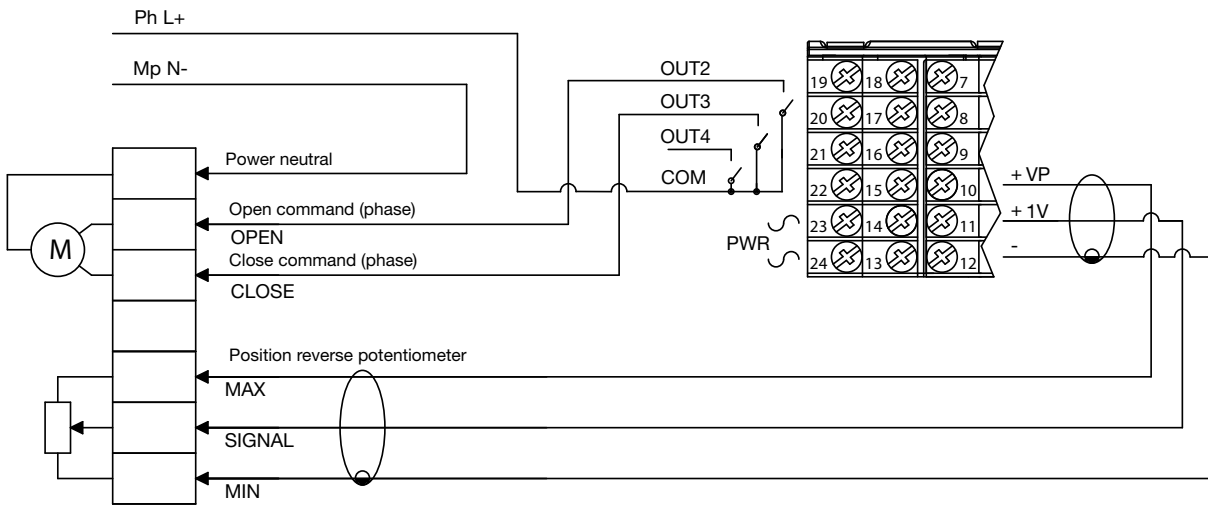 Ph L+
Mp N-
OUT2
OUT3
OUT4
COM
PWR
19 18 7
20 17 8
21 16 9
22 15 10
23 14 11
24 13 12
+ VP
+ 1V
-
Power neutral
Open command (phase)
OPEN
Close command (phase)
CLOSE
M
Position reverse potentiometer
MAX
SIGNAL
MIN